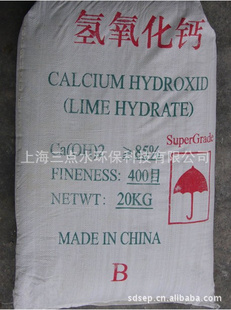 氢氧化钙
CALCIUM HYDROXID
(LIME HYDRATE)
SuperGrade
Ca(OH)2 ≥85%
上海三点水环保科技有限公司
FINENESS: 400目
NETWT: 20KG
MADE IN CHINA
B
sdsep.cn.alibaba.com